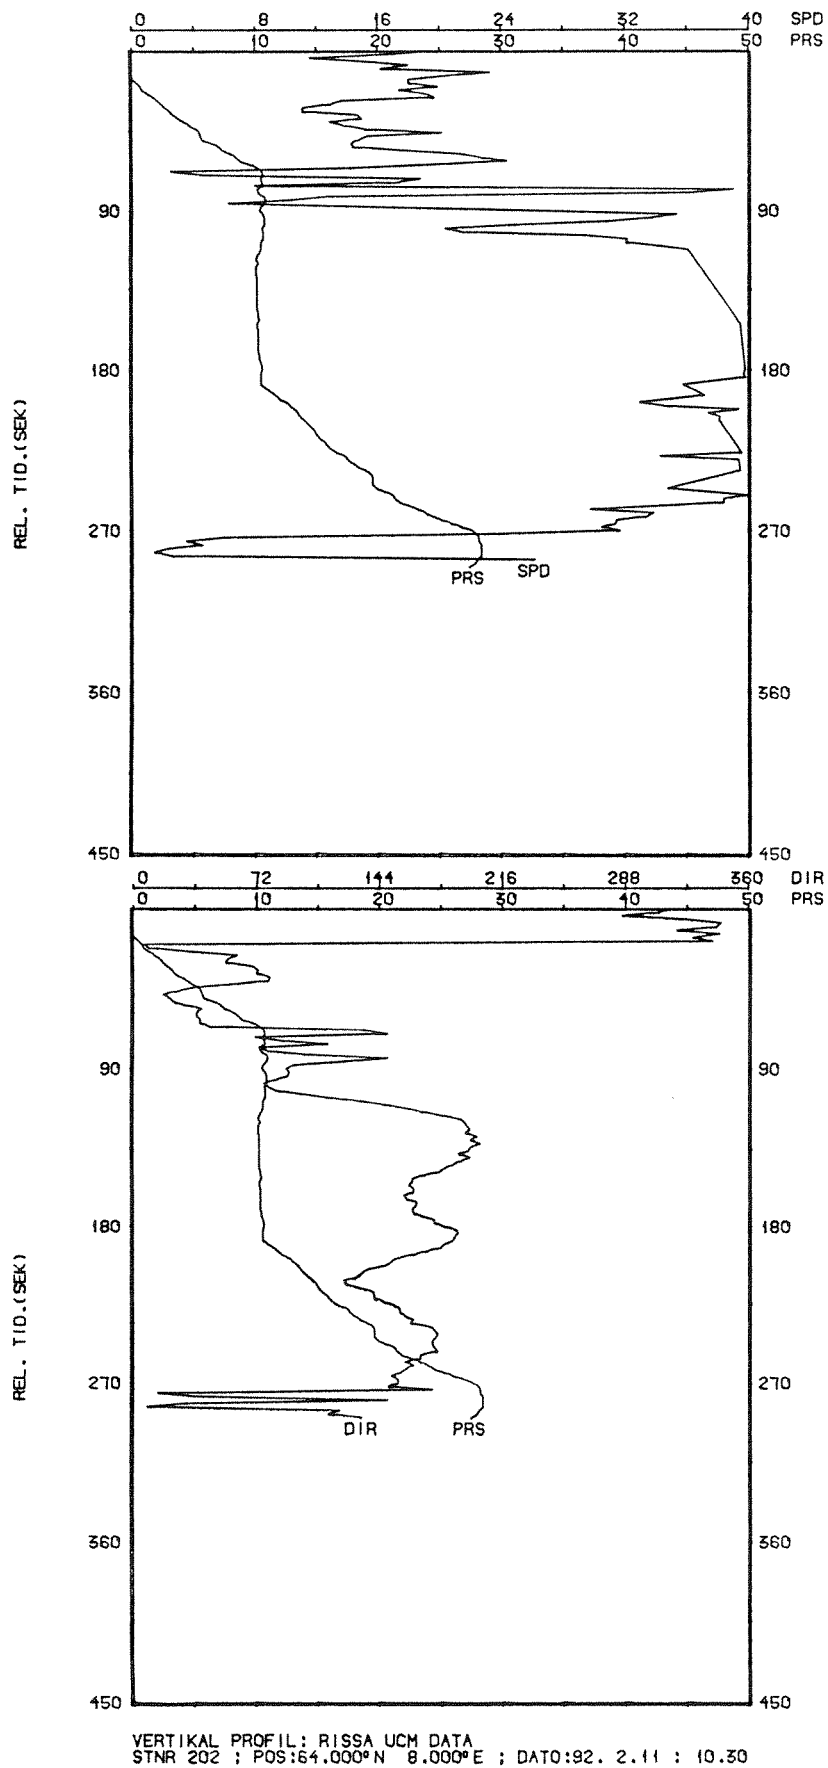 0 8 16 24 32 40 SPD
0 10 20 30 40 50 PRS
90 90
180 180
REL. TID.(SEK)
270 270
PRS SPD
360 360
450 450
0 72 144 216 288 360 DIR
0 10 20 30 40 50 PRS
90 90
180 180
REL. TID.(SEK)
270 270
DIR PRS
360 360
450 450
VERTIKAL PROFIL: RISSA UCM DATA
STNR 202 ; POS:64.000°N 8.000°E ; DATO:92. 2.11 : 10.30